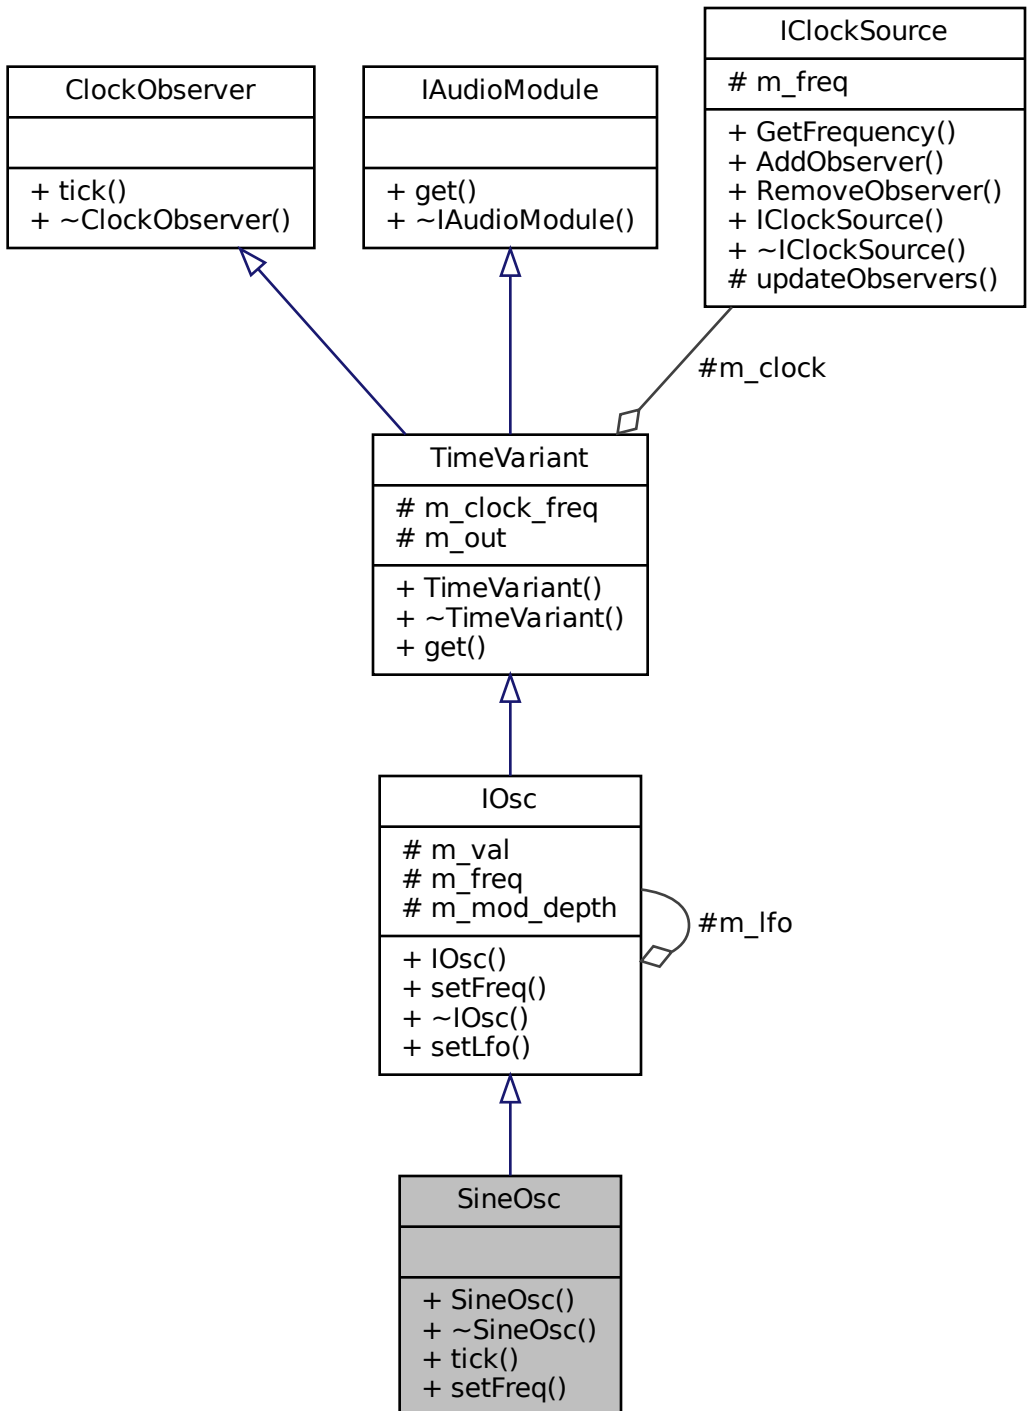 IClockSource
# m_freq
+ GetFrequency()
+ AddObserver()
+ RemoveObserver()
+ IClockSource()
+ ~IClockSource()
# updateObservers()
ClockObserver
+ tick()
+ ~ClockObserver()
IAudioModule
+ get()
+ ~IAudioModule()
#m_clock
TimeVariant
# m_clock_freq
# m_out
+ TimeVariant()
+ ~TimeVariant()
+ get()
IOsc
# m_val
# m_freq
# m_mod_depth
+ IOsc()
+ setFreq()
+ ~IOsc()
+ setLfo()
#m_lfo
SineOsc
+ SineOsc()
+ ~SineOsc()
+ tick()
+ setFreq()